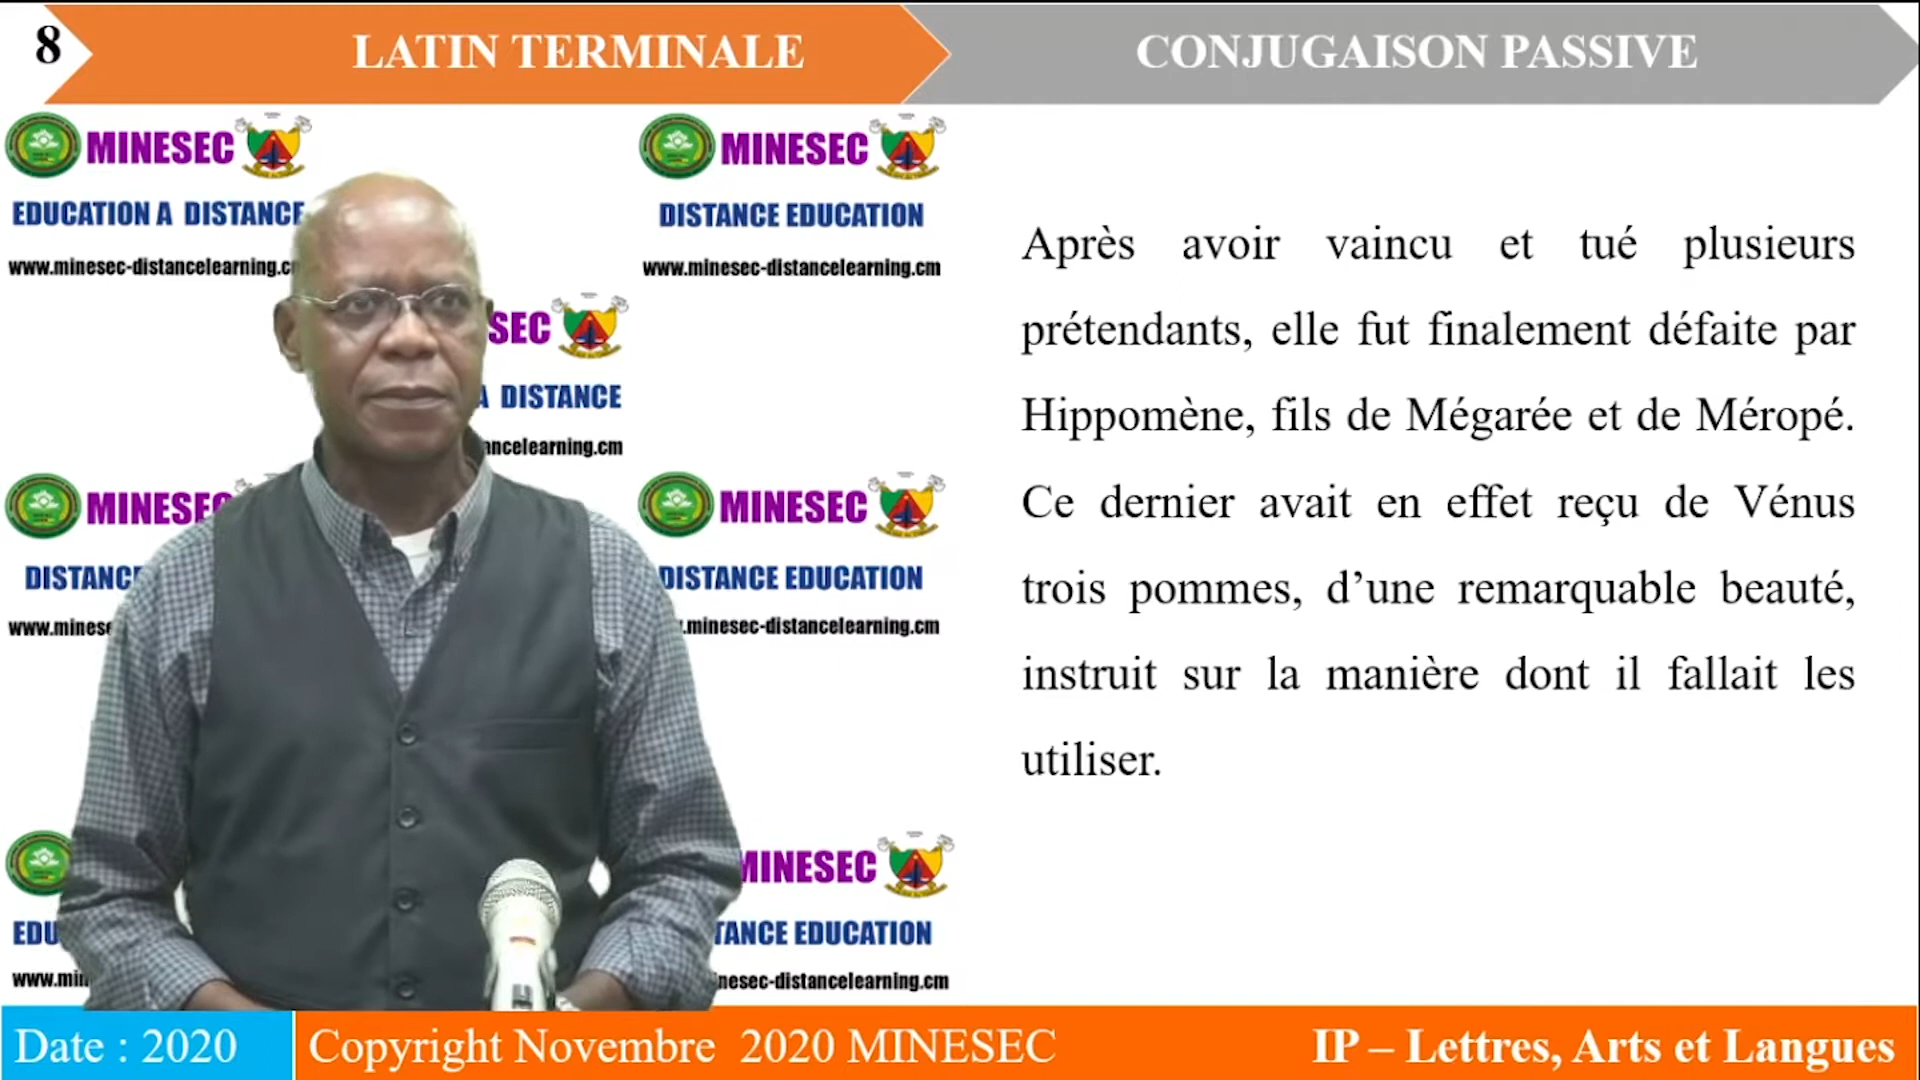 8
LATIN TERMINALE
CONJUGAISON PASSIVE
MINESEC
EDUCATION A DISTANCE
www.minesec-distancelearning.c
MINESEC
DISTANCE EDUCATION
www.minesec-distancelearning.cm
SEC
A DISTANCE
ancelearning.cm
MINESEC
DISTANC
www.minese
MINESEC
DISTANCE EDUCATION
.minesec-distancelearning.cm
EDU
www.min
MINESEC
TANCE EDUCATION
nesec-distancelearning.cm
Après avoir vaincu et tué plusieurs
prétendants, elle fut finalement défaite par
Hippomène, fils de Mégarée et de Méropé.
Ce dernier avait en effet reçu de Vénus
trois pommes, d’une remarquable beauté,
instruit sur la manière dont il fallait les
utiliser.
Date : 2020
Copyright Novembre 2020 MINESEC
IP – Lettres, Arts et Langues